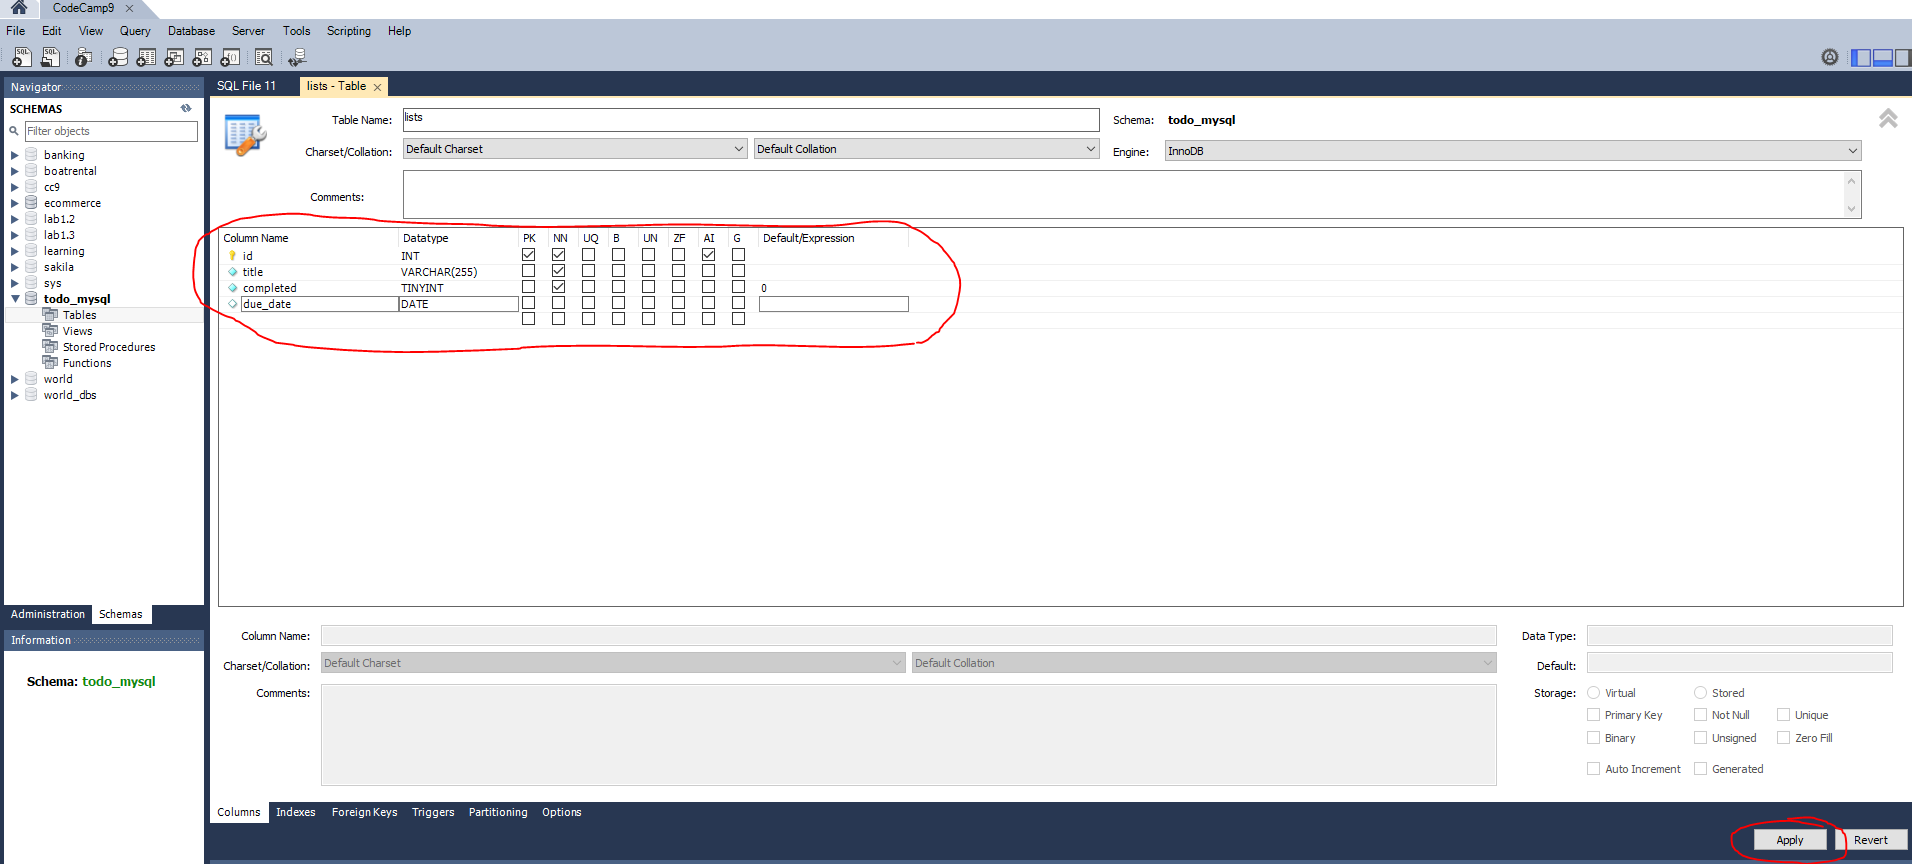 CodeCamp9
File Edit View Query Database Server Tools Scripting Help
Navigator
SCHEMAS
Filter objects
banking
boatrental
cc9
ecommerce
lab1.2
lab1.3
learning
sakila
sys
todo_mysql
Tables
Views
Stored Procedures
Functions
world
world_dbs
Administration Schemas
Information
Schema: todo_mysql
SQL File 11 lists - Table
Table Name: lists Schema: todo_mysql
Charset/Collation: Default Charset Default Collation Engine: InnoDB
Comments:
Column Name Datatype PK NN UQ B UN ZF AI G Default/Expression
id INT
title VARCHAR(255)
completed TINYINT 0
due_date DATE
Column Name: Data Type:
Charset/Collation: Default Charset Default Collation Default:
Comments: Storage: Virtual Stored
Primary Key Not Null Unique
Binary Unsigned Zero Fill
Auto Increment Generated
Columns Indexes Foreign Keys Triggers Partitioning Options
Apply Revert